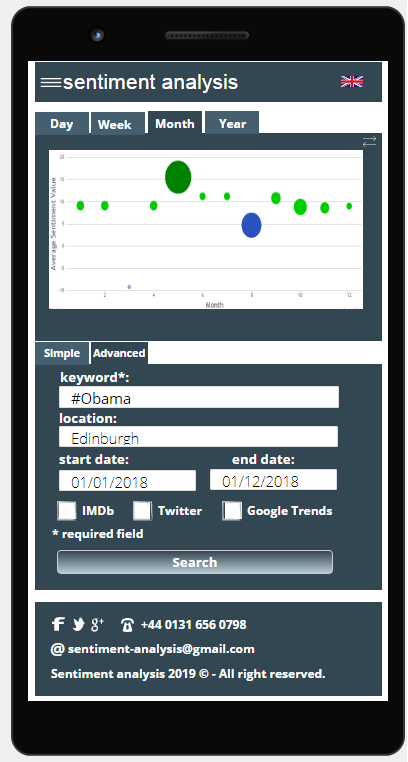 sentiment analysis
Day Week Month Year
Average Sentiment Value
20
15
10
5
0
-5
-10
2 4 6 8 10 12
Month
Simple Advanced
keyword*:
#Obama
location:
Edinburgh
start date: end date:
01/01/2018 01/12/2018
IMDb Twitter Google Trends
* required field
Search
+44 0131 656 0798
@ sentiment-analysis@gmail.com
Sentiment analysis 2019 © - All right reserved.